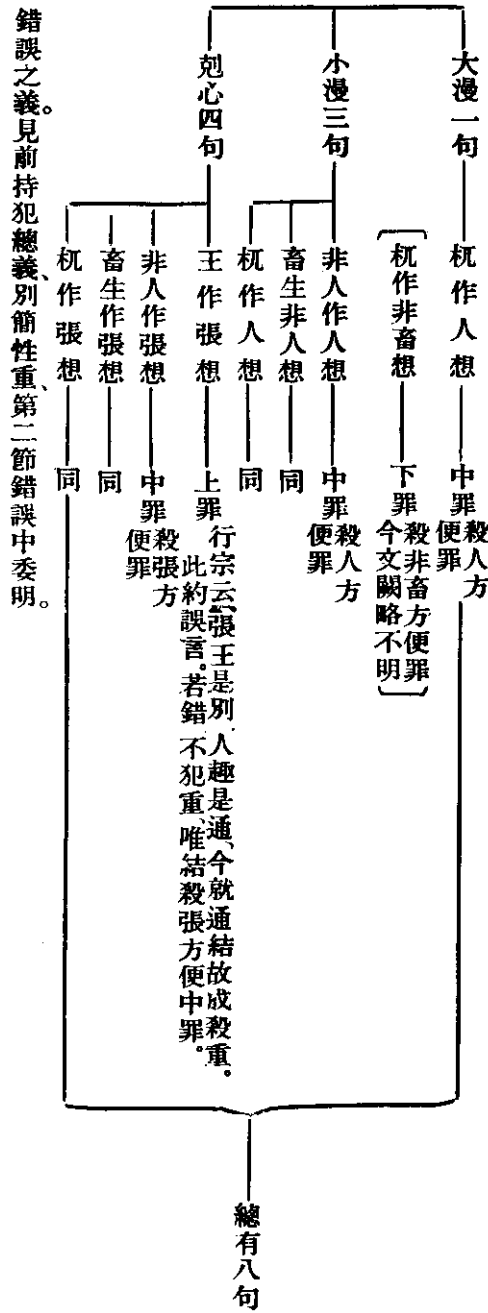 大漫一句
杌作人想
中罪
殺人方
便罪
〔杌作非畜想
下罪
殺非畜方便罪
今文闕略不明〕
小漫三句
非人作人想
中罪
殺人方
便罪
畜生非人想
同
杌作人想
同
剋心四句
王作張想
上罪
行宗云、「張王是別、人趣是通、今就通結故成殺重。
此約誤言。若錯、不犯重、唯結殺張方便中罪。
非人作張想
中罪
殺張方
便罪
畜生作張想
同
杌作張想
同
總有八句
錯誤之義。見前持犯總義、別簡性重、第二節錯誤中委明。